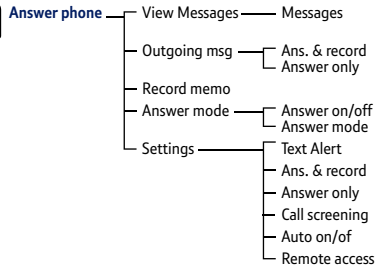 Answer phone View Messages Messages
Outgoing msg Ans. & record
Answer only
Record memo
Answer mode Answer on/off
Answer mode
Settings Text Alert
Ans. & record
Answer only
Call screening
Auto on/of
Remote access